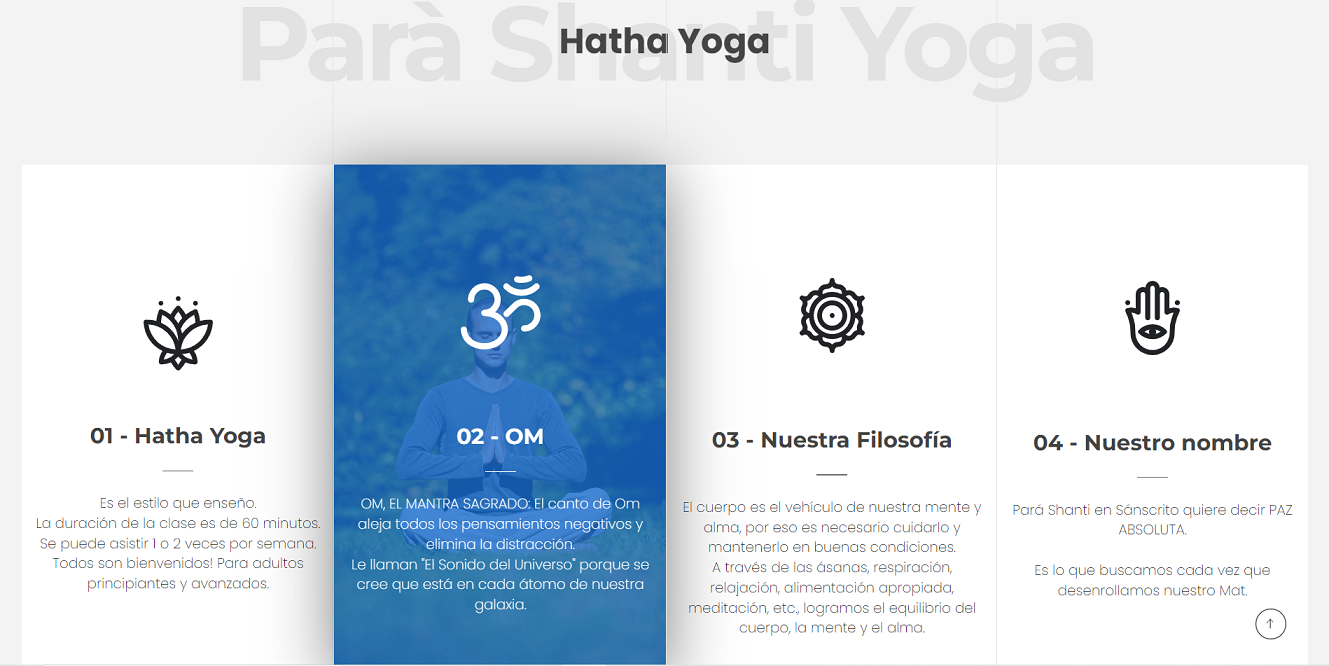 Parà Shanti Yoga
Hatha Yoga
01 - Hatha Yoga
Es el estilo que enseño.
La duración de la clase es de 60 minutos.
Se puede asistir 1 o 2 veces por semana.
Todos son bienvenidos! Para adultos
principiantes y avanzados.
ॐ
02 - OM
OM, EL MANTRA SAGRADO: El canto de Om
aleja todos los pensamientos negativos y
elimina la distracción.
Le llaman "El Sonido del Universo" porque se
cree que está en cada átomo de nuestra
galaxia.
03 - Nuestra Filosofía
El cuerpo es el vehículo de nuestra mente y
alma, por eso es necesario cuidarlo y
mantenerlo en buenas condiciones.
A través de las ásanas, respiración,
relajación, alimentación apropiada,
meditación, etc., logramos el equilibrio del
cuerpo, la mente y el alma.
04 - Nuestro nombre
Pará Shanti en Sánscrito quiere decir PAZ
ABSOLUTA.
Es lo que buscamos cada vez que
desenrollamos nuestro Mat.